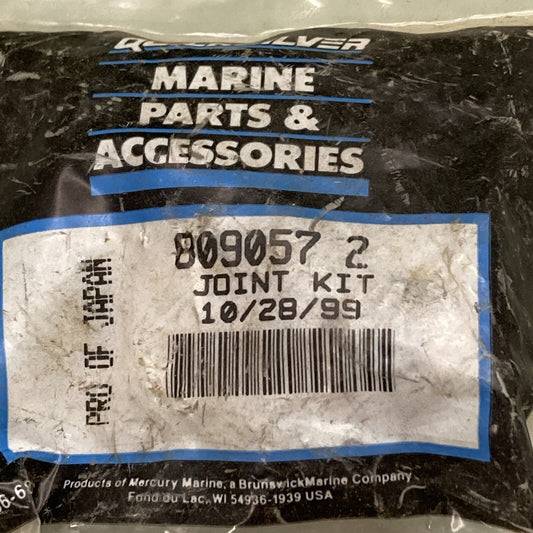 QUICKSILVER
MARINE
PARTS &
ACCESSORIES
809057 2
JOINT KIT
10/28/99
PRD OF JAPAN
Products of Mercury Marine, a Brunswick Marine Company
Fond du Lac, WI 54936-1939 USA